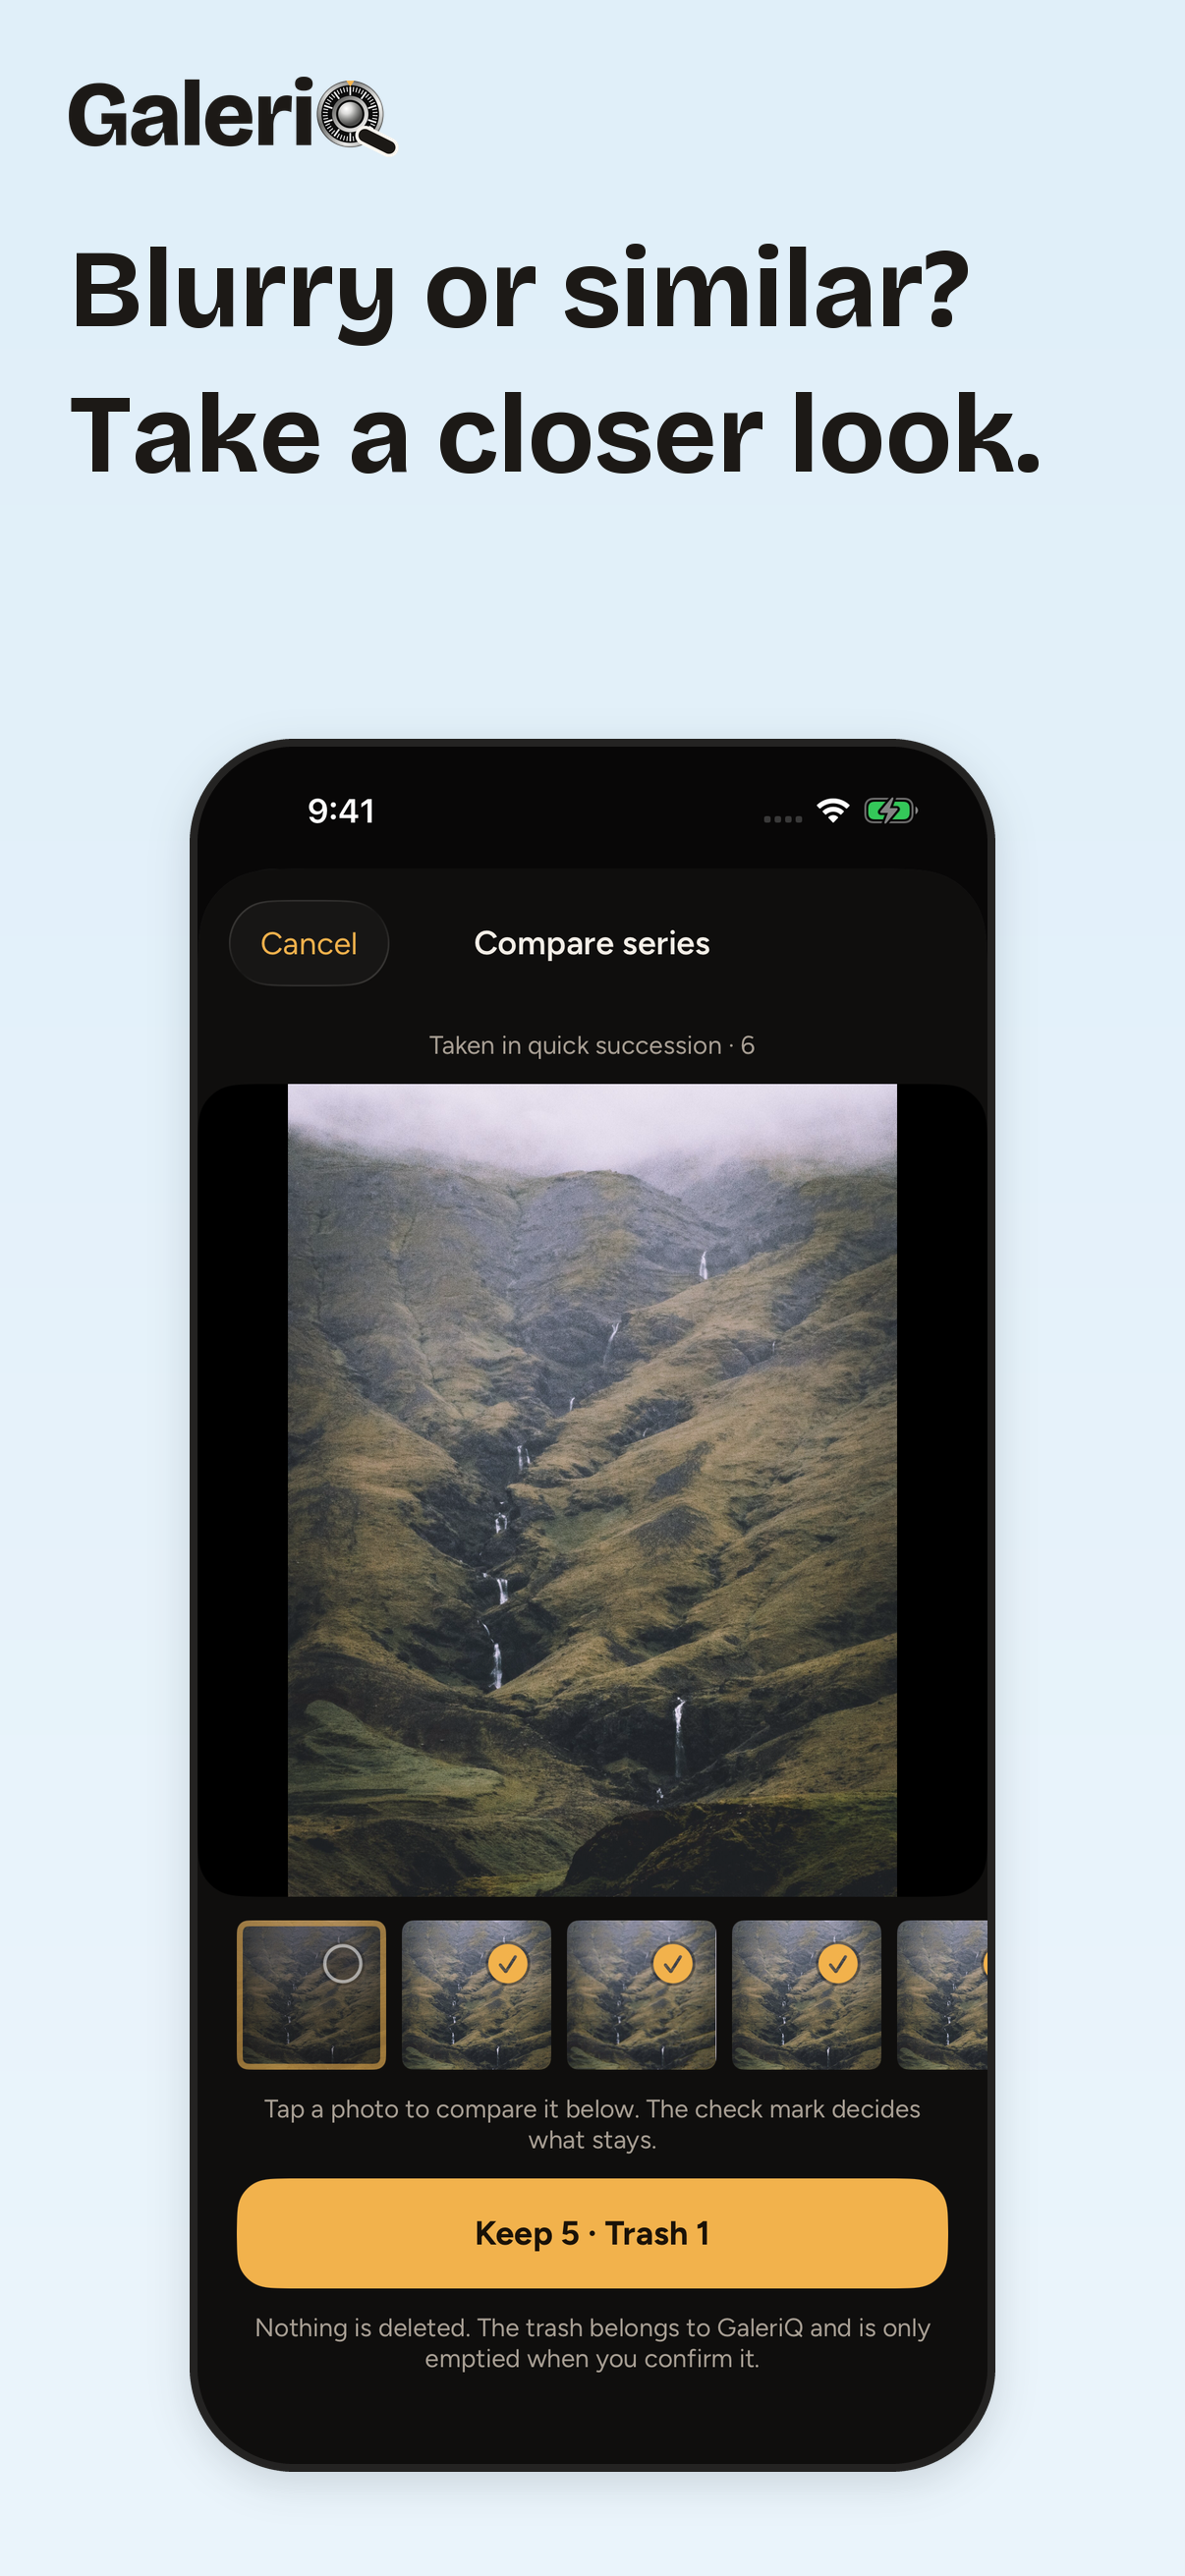 GaleriQ
Blurry or similar?
Take a closer look.
9:41
Cancel
Compare series
Taken in quick succession · 6
Tap a photo to compare it below. The check mark decides
what stays.
Keep 5 · Trash 1
Nothing is deleted. The trash belongs to GaleriQ and is only
emptied when you confirm it.